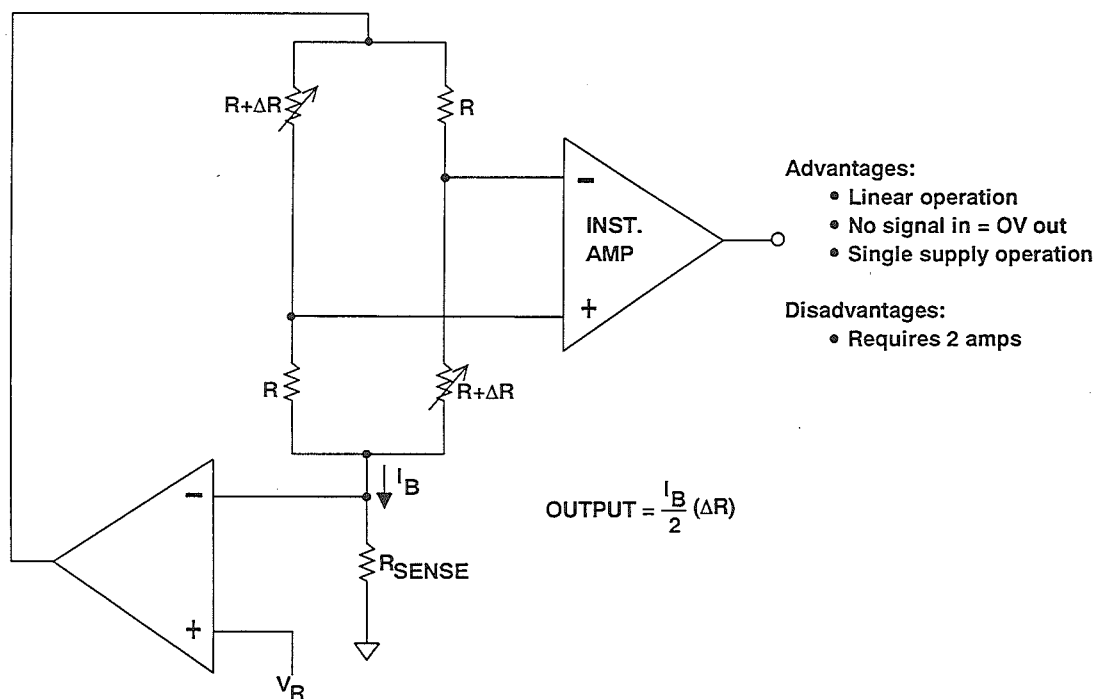 R+ΔR
R
INST.
AMP
−
+
Advantages:
• Linear operation
• No signal in = OV out
• Single supply operation
Disadvantages:
• Requires 2 amps
R
R+ΔR
I_B
OUTPUT = I_B/2 (ΔR)
−
+
R_SENSE
V_R